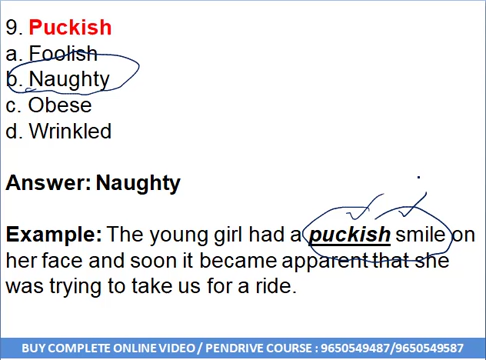 9. Puckish
a. Foolish
b. Naughty
c. Obese
d. Wrinkled
Answer: Naughty
Example: The young girl had a puckish smile on
her face and soon it became apparent that she
was trying to take us for a ride.
BUY COMPLETE ONLINE VIDEO / PENDRIVE COURSE : 9650549487/9650549587